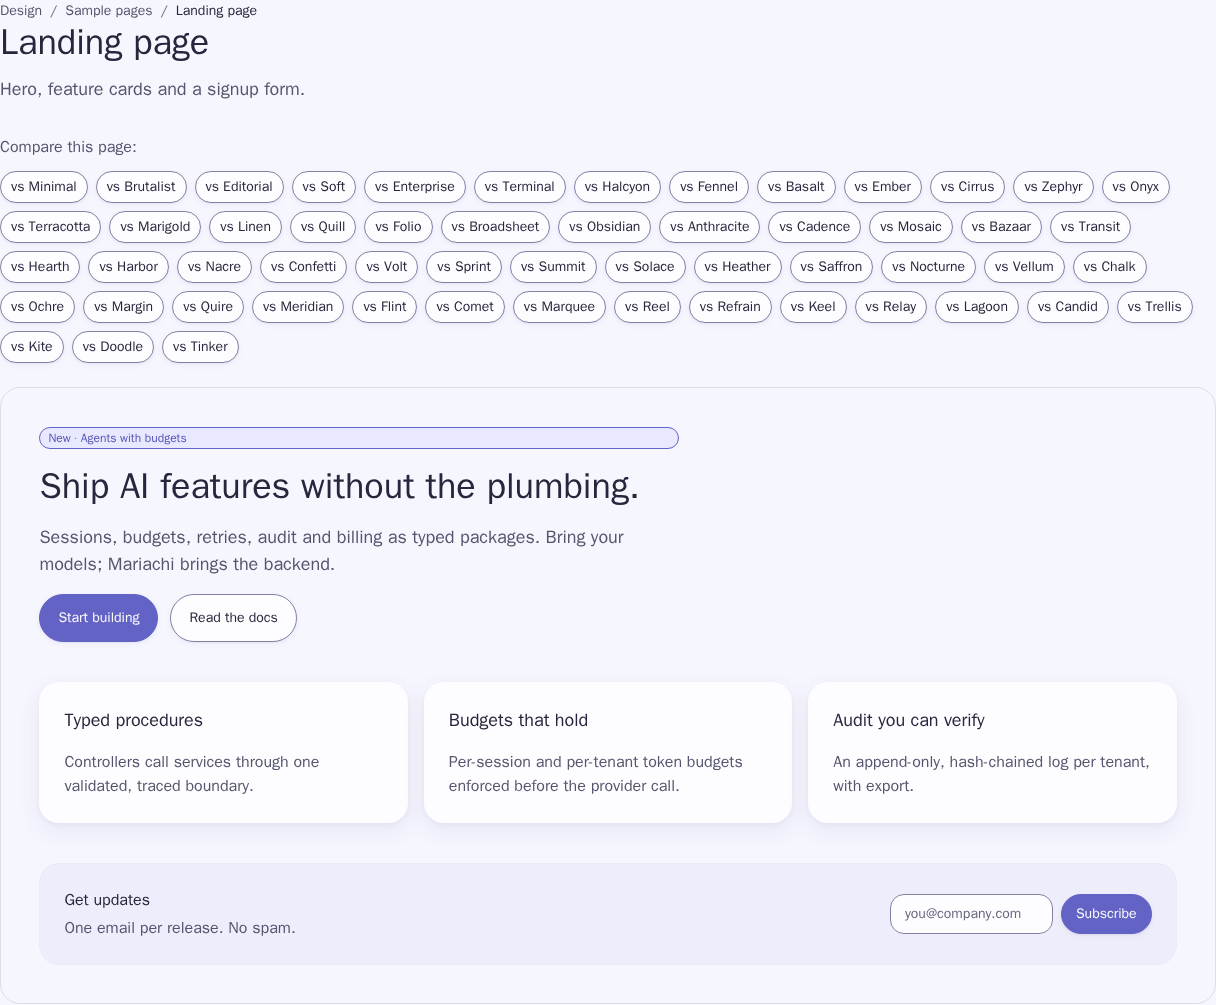 Design / Sample pages / Landing page
Landing page
Hero, feature cards and a signup form.
Compare this page:
vs Minimal vs Brutalist vs Editorial vs Soft vs Enterprise vs Terminal vs Halcyon vs Fennel vs Basalt vs Ember vs Cirrus vs Zephyr vs Onyx
vs Terracotta vs Marigold vs Linen vs Quill vs Folio vs Broadsheet vs Obsidian vs Anthracite vs Cadence vs Mosaic vs Bazaar vs Transit
vs Hearth vs Harbor vs Nacre vs Confetti vs Volt vs Sprint vs Summit vs Solace vs Heather vs Saffron vs Nocturne vs Vellum vs Chalk
vs Ochre vs Margin vs Quire vs Meridian vs Flint vs Comet vs Marquee vs Reel vs Refrain vs Keel vs Relay vs Lagoon vs Candid vs Trellis
vs Kite vs Doodle vs Tinker
New · Agents with budgets
Ship AI features without the plumbing.
Sessions, budgets, retries, audit and billing as typed packages. Bring your
models; Mariachi brings the backend.
Start building Read the docs
Typed procedures
Controllers call services through one
validated, traced boundary.
Budgets that hold
Per-session and per-tenant token budgets
enforced before the provider call.
Audit you can verify
An append-only, hash-chained log per tenant,
with export.
Get updates
One email per release. No spam.
you@company.com Subscribe